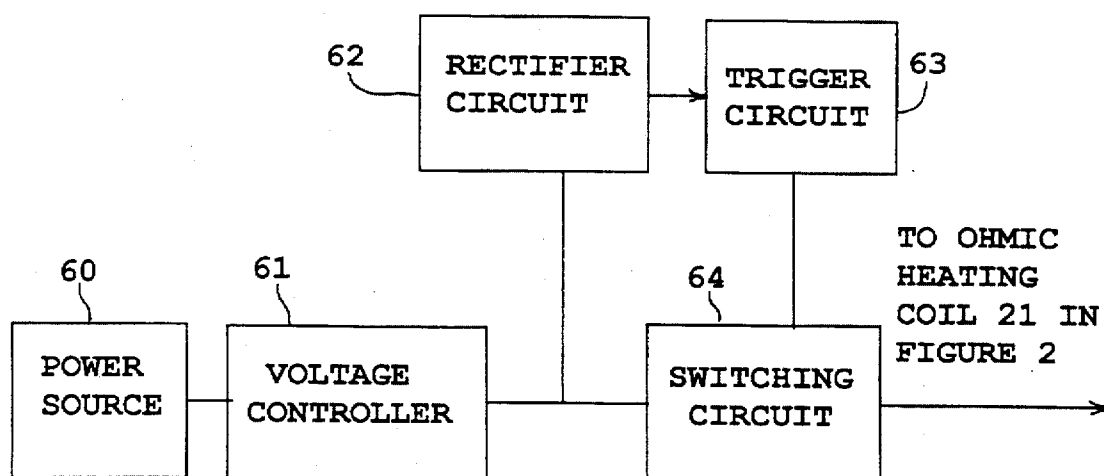 62
RECTIFIER
CIRCUIT
TRIGGER
CIRCUIT
63
TO OHMIC
HEATING
COIL 21 IN
FIGURE 2
60
61
64
POWER
SOURCE
VOLTAGE
CONTROLLER
SWITCHING
CIRCUIT